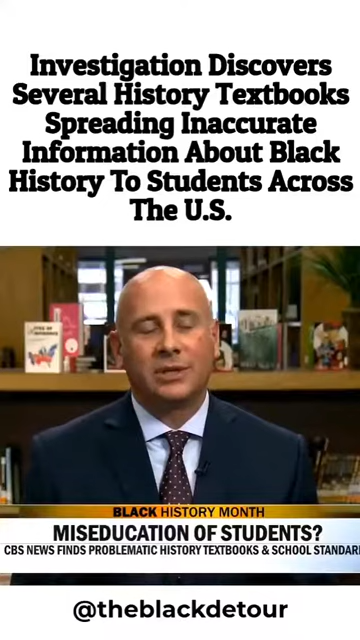 Investigation Discovers
Several History Textbooks
Spreading Inaccurate
Information About Black
History To Students Across
The U.S.
BLACK HISTORY MONTH
MISEDUCATION OF STUDENTS?
CBS NEWS FINDS PROBLEMATIC HISTORY TEXTBOOKS & SCHOOL STANDAR
@theblackdetour